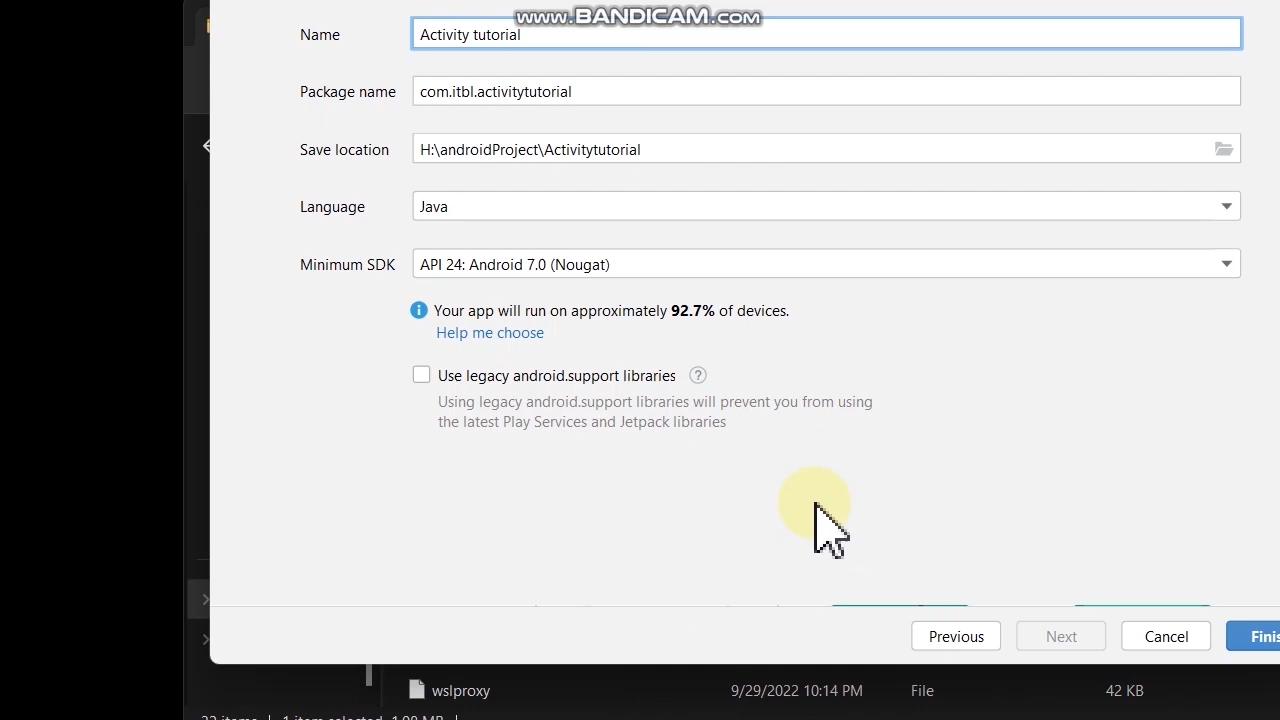 www.BANDICAM.com
Name
Activity tutorial
Package name
com.itbl.activitytutorial
Save location
H:\androidProject\Activitytutorial
Language
Java
Minimum SDK
API 24: Android 7.0 (Nougat)
Your app will run on approximately 92.7% of devices.
Help me choose
Use legacy android.support libraries ?
Using legacy android.support libraries will prevent you from using
the latest Play Services and Jetpack libraries
Previous
Next
Cancel
Finis
wslproxy
9/29/2022 10:14 PM
File
42 KB